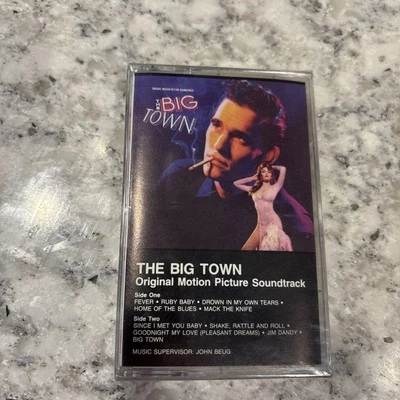 ORIGINAL MOTION PICTURE SOUNDTRACK
THE BIG
TOWN
THE BIG TOWN
Original Motion Picture Soundtrack
Side One
FEVER • RUBY BABY • DROWN IN MY OWN TEARS •
HOME OF THE BLUES • MACK THE KNIFE
Side Two
SINCE I MET YOU BABY • SHAKE, RATTLE AND ROLL •
GOODNIGHT MY LOVE (PLEASANT DREAMS) • JIM DANDY •
BIG TOWN
MUSIC SUPERVISOR: JOHN BEUG